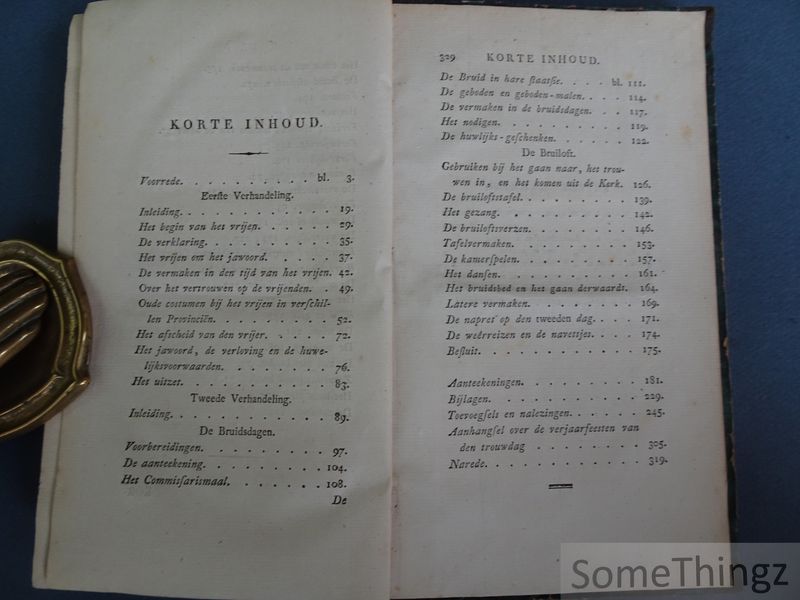 KORTE INHOUD.
Voorrede. . . . . . . . . . bl. 3.
Eerſte Verhandeling.
Inleiding. . . . . . . . . . . . 19.
Het begin van het vrijen. . . . . . . 29.
De verklaring. . . . . . . . . . 35.
Het vrijen om het jawoord. . . . . . 37.
De vermaken in den tijd van het vrijen. 42.
Over het vertrouwen op de vrijenden. . 49.
Oude costumen bij het vrijen in verſchil-
len Provinciën. . . . . . . . . 52.
Het afscheid van den vrijer. . . . . . 72.
Het jawoord, de verloving en de huwe-
lijksvoorwaarden. . . . . . . . 76.
Het uitzet. . . . . . . . . . . 83.
Tweede Verhandeling.
Inleiding. . . . . . . . . . . . 89.
De Bruidsdagen.
Voorbereidingen. . . . . . . . . . 97.
De aanteekening. . . . . . . . . . 104.
Het Commiſſarismaal. . . . . . . . 108.
De
329 KORTE INHOUD.
De Bruid in hare ſtaatſie. . . . bl. 111.
De geboden en geboden-malen. . . . . 114.
De vermaken in de bruidsdagen. . . . 117.
Het nodigen. . . . . . . . . . . 119.
De huwlijks-geſchenken. . . . . . . 122.
De Bruiloft.
Gebruiken bij het gaan naar, het trou-
wen in, en het komen uit de Kerk. 126.
De bruiloftstafel. . . . . . . . . . 139.
Het gezang. . . . . . . . . . . 142.
De bruiloftsverzen. . . . . . . . . 146.
Tafelvermaken. . . . . . . . . . 153.
De kamerſpelen. . . . . . . . . . 157.
Het danſen. . . . . . . . . . . 161.
Het bruidsbed en het gaan derwaards. 164.
Latere vermaken. . . . . . . . . . 169.
De napret op den tweeden dag. . . . 171.
De weêrreizen en de navettsjes. . . . 174.
Beſluit. . . . . . . . . . . . . 175.
Aanteekeningen. . . . . . . . . . 181.
Bijlagen. . . . . . . . . . . . 229.
Toevoegſels en nalezingen. . . . . . 245.
Aanhangſel over de verjaarfeesten van
den trouwdag . . . . . . . . . 305.
Narede. . . . . . . . . . . . . 319.
SomeThingz